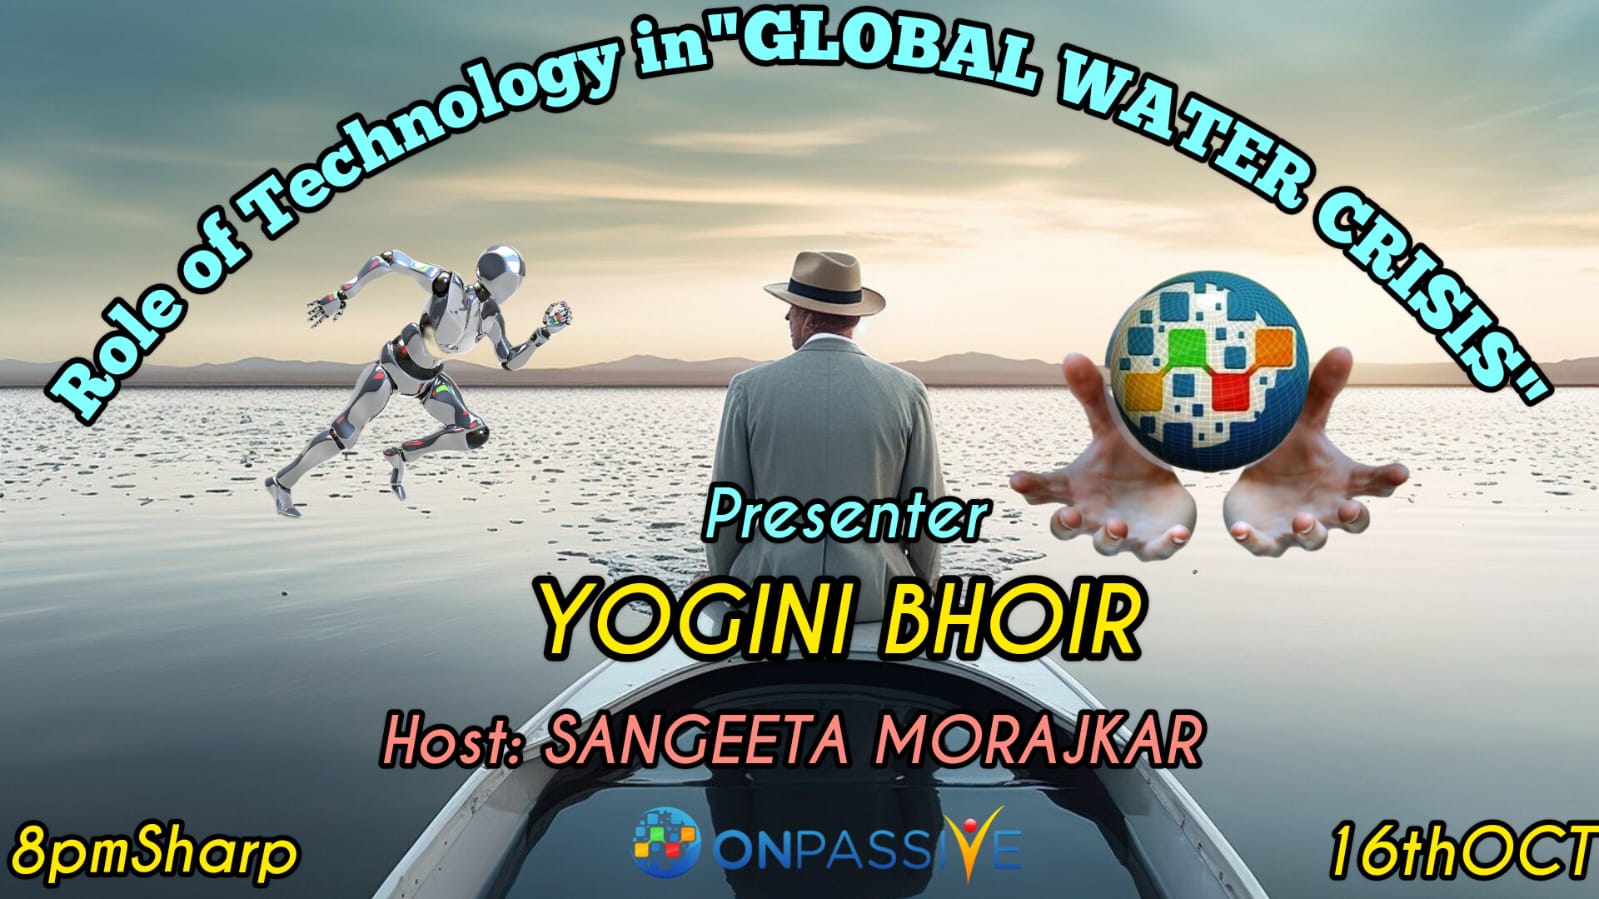 Role of Technology in"GLOBAL WATER CRISIS"
Presenter
YOGINI BHOIR
Host: SANGEETA MORAJKAR
8pmSharp
ONPASSIVE
16thOCT